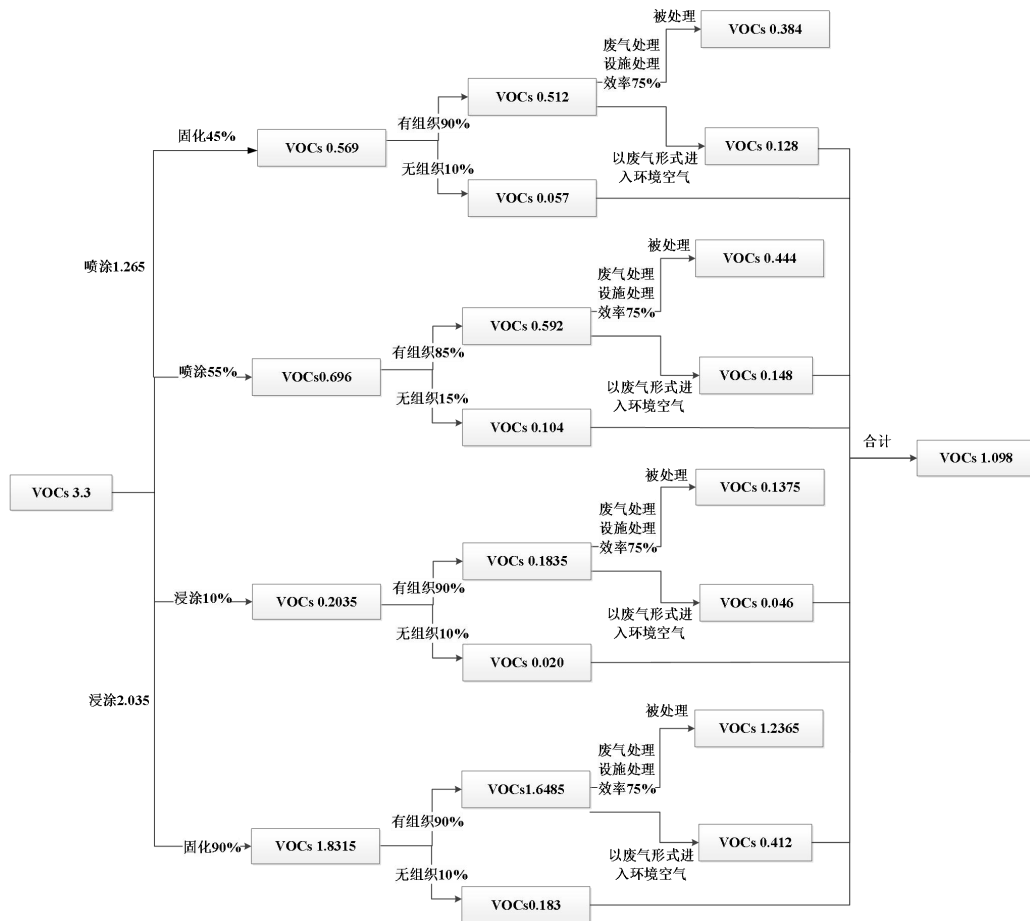 被处理
VOCs 0.384
废气处理
设施处理
效率75%
VOCs 0.512
有组织90%
固化45%
VOCs 0.569
VOCs 0.128
以废气形式进
入环境空气
无组织10%
VOCs 0.057
喷涂1.265
被处理
VOCs 0.444
废气处理
设施处理
效率75%
VOCs 0.592
有组织85%
喷涂55%
VOCs0.696
VOCs 0.148
以废气形式进
入环境空气
无组织15%
VOCs 0.104
合计
VOCs 1.098
VOCs 3.3
被处理
VOCs 0.1375
废气处理
设施处理
效率75%
VOCs 0.1835
有组织90%
浸涂10%
VOCs 0.2035
VOCs 0.046
以废气形式进
入环境空气
无组织10%
VOCs 0.020
浸涂2.035
被处理
VOCs 1.2365
废气处理
设施处理
效率75%
VOCs1.6485
有组织90%
固化90%
VOCs 1.8315
VOCs 0.412
以废气形式进
入环境空气
无组织10%
VOCs0.183